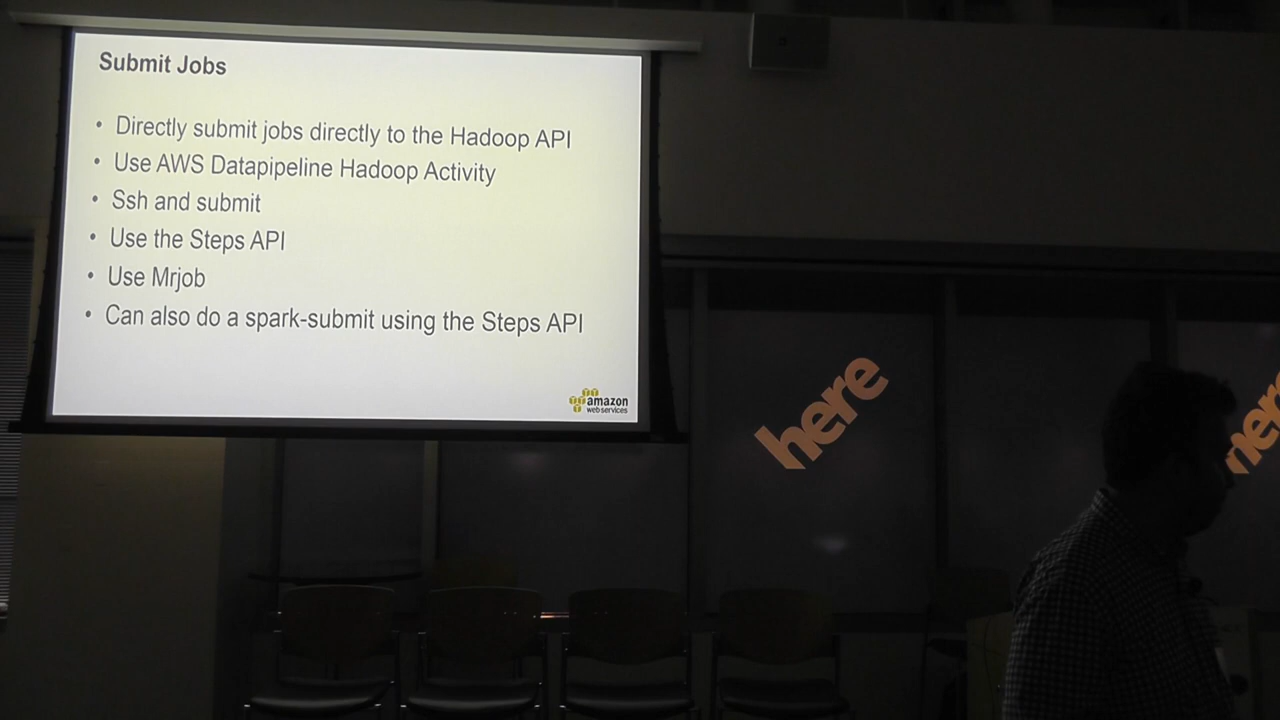 Submit Jobs
• Directly submit jobs directly to the Hadoop API
• Use AWS Datapipeline Hadoop Activity
• Ssh and submit
• Use the Steps API
• Use Mrjob
• Can also do a spark-submit using the Steps API
amazon
web services
here
here